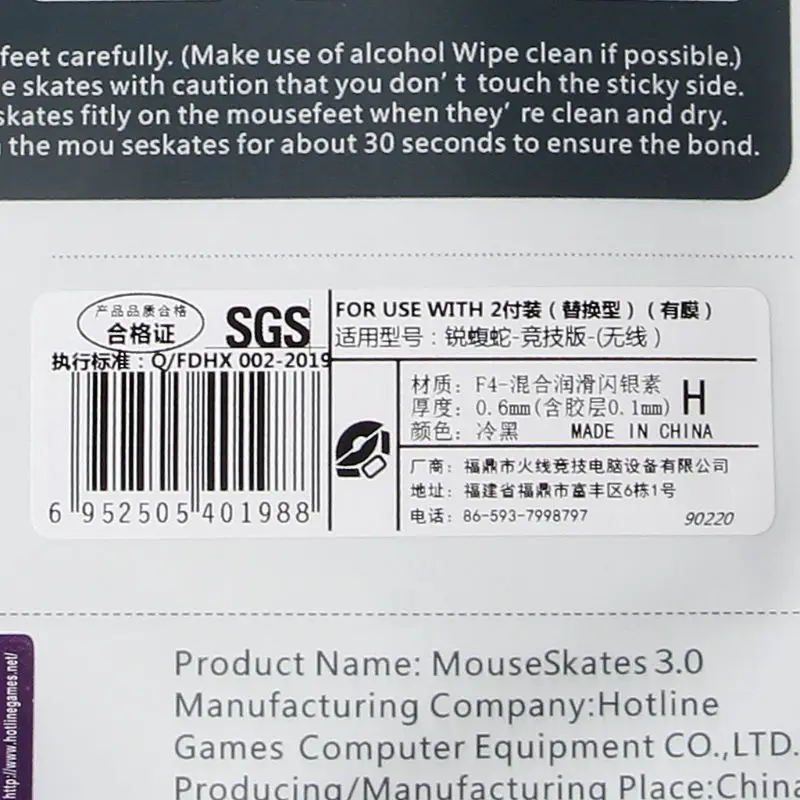 feet carefully. (Make use of alcohol Wipe clean if possible.)
e skates with caution that you don't touch the sticky side.
skates fitly on the mousefeet when they're clean and dry.
the mou seskates for about 30 seconds to ensure the bond.
产品品质合格
合格证
SGS
执行标准：Q/FDHX 002-2019
6 952505 401988
FOR USE WITH 2付装（替换型）（有膜）
适用型号：锐蝮蛇-竞技版-(无线）
材质：F4-混合润滑闪银素
厚度：0.6mm(含胶层0.1mm)
H
颜色：冷黑 MADE IN CHINA
厂商：福鼎市火线竞技电脑设备有限公司
地址：福建省福鼎市富丰区6栋1号
电话：86-593-7998797
90220
http://www.hotlinegames.net/
Product Name: MouseSkates 3.0
Manufacturing Company:Hotline
Games Computer Equipment CO.,LTD.
Producing/Manufacturing Place:China